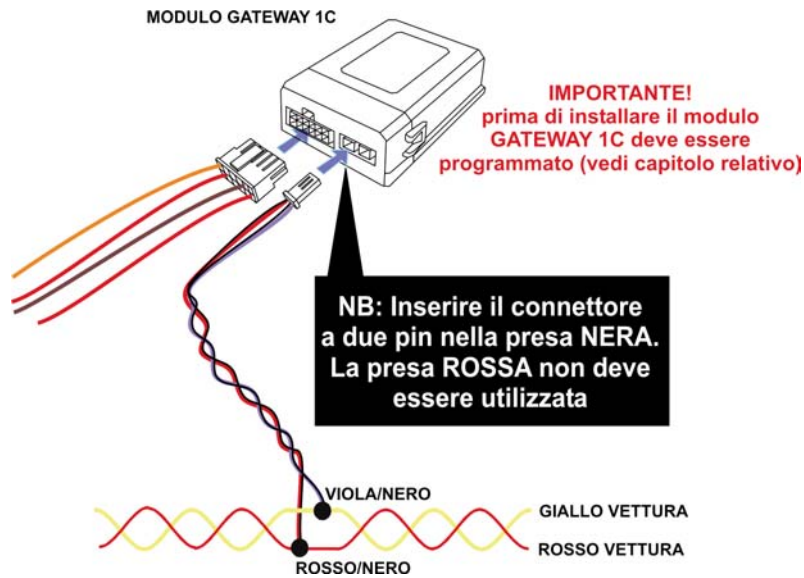 MODULO GATEWAY 1C
IMPORTANTE!
prima di installare il modulo
GATEWAY 1C deve essere
programmato (vedi capitolo relativo)
NB: Inserire il connettore
a due pin nella presa NERA.
La presa ROSSA non deve
essere utilizzata
VIOLA/NERO
GIALLO VETTURA
ROSSO VETTURA
ROSSO/NERO